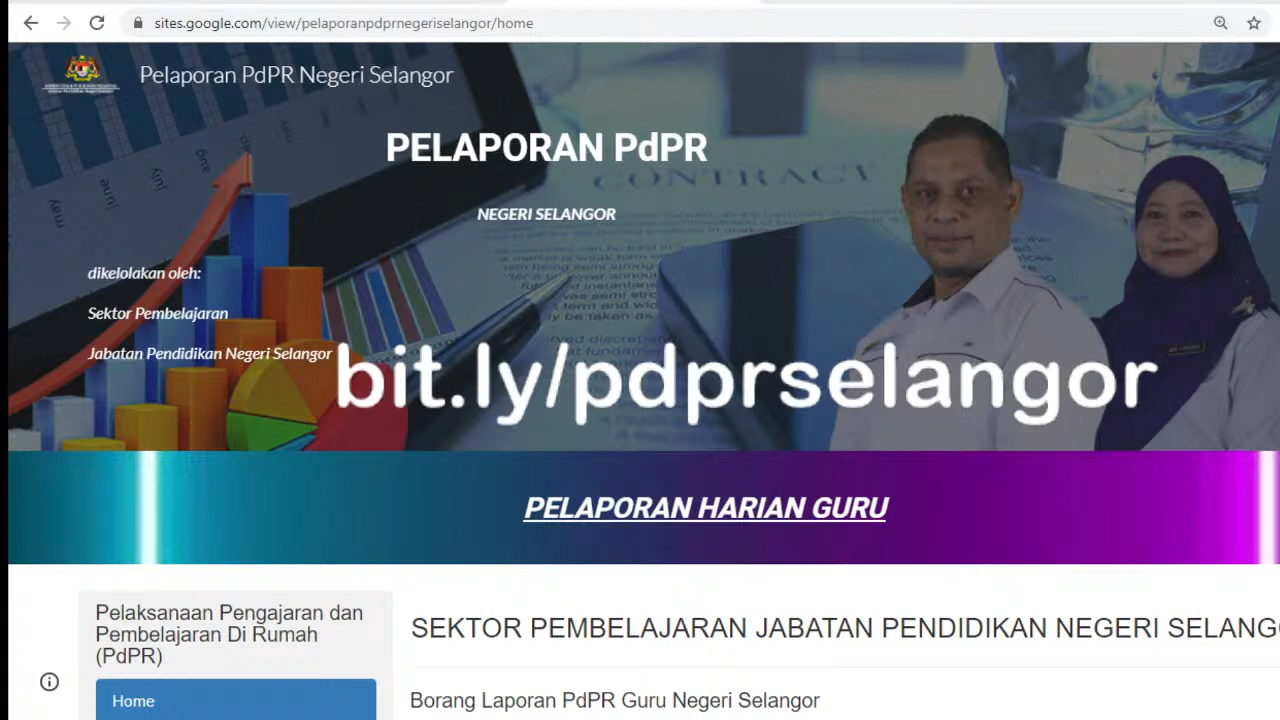 sites.google.com/view/pelaporanpdprnegeriselangor/home
Pelaporan PdPR Negeri Selangor
PELAPORAN PdPR
CONTRACT
NEGERI SELANGOR
dikelolakan oleh:
Sektor Pembelajaran
Jabatan Pendidikan Negeri Selangor
bit.ly/pdprselangor
PELAPORAN HARIAN GURU
Pelaksanaan Pengajaran dan
Pembelajaran Di Rumah
(PdPR)
SEKTOR PEMBELAJARAN JABATAN PENDIDIKAN NEGERI SELANG
Home
Borang Laporan PdPR Guru Negeri Selangor